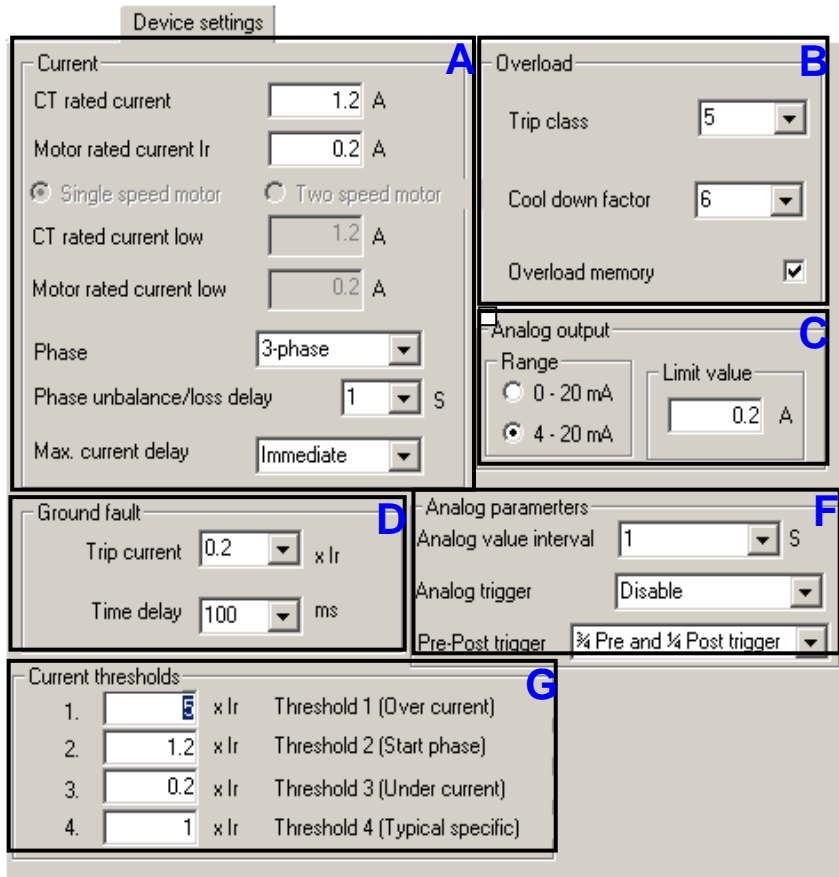 Device settings
A
Current
CT rated current 1.2 A
Motor rated current Ir 0.2 A
Single speed motor Two speed motor
CT rated current low 1.2 A
Motor rated current low 0.2 A
Phase 3-phase
Phase unbalance/loss delay 1 S
Max. current delay Immediate
B
Overload
Trip class 5
Cool down factor 6
Overload memory
C
Analog output
Range
0 - 20 mA
4 - 20 mA
Limit value
0.2 A
D
Ground fault
Trip current 0.2 x Ir
Time delay 100 ms
F
Analog paramerters
Analog value interval 1 S
Analog trigger Disable
Pre-Post trigger ¾ Pre and ¼ Post trigger
G
Current thresholds
1. 5 x Ir Threshold 1 (Over current)
2. 1.2 x Ir Threshold 2 (Start phase)
3. 0.2 x Ir Threshold 3 (Under current)
4. 1 x Ir Threshold 4 (Typical specific)